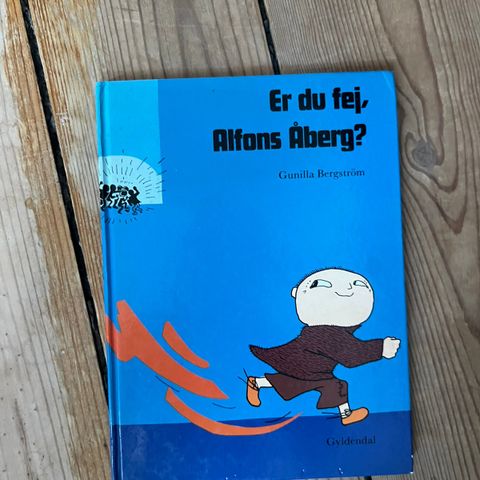 Er du fej,
Alfons Åberg?
Gunilla Bergström
Gyldendal